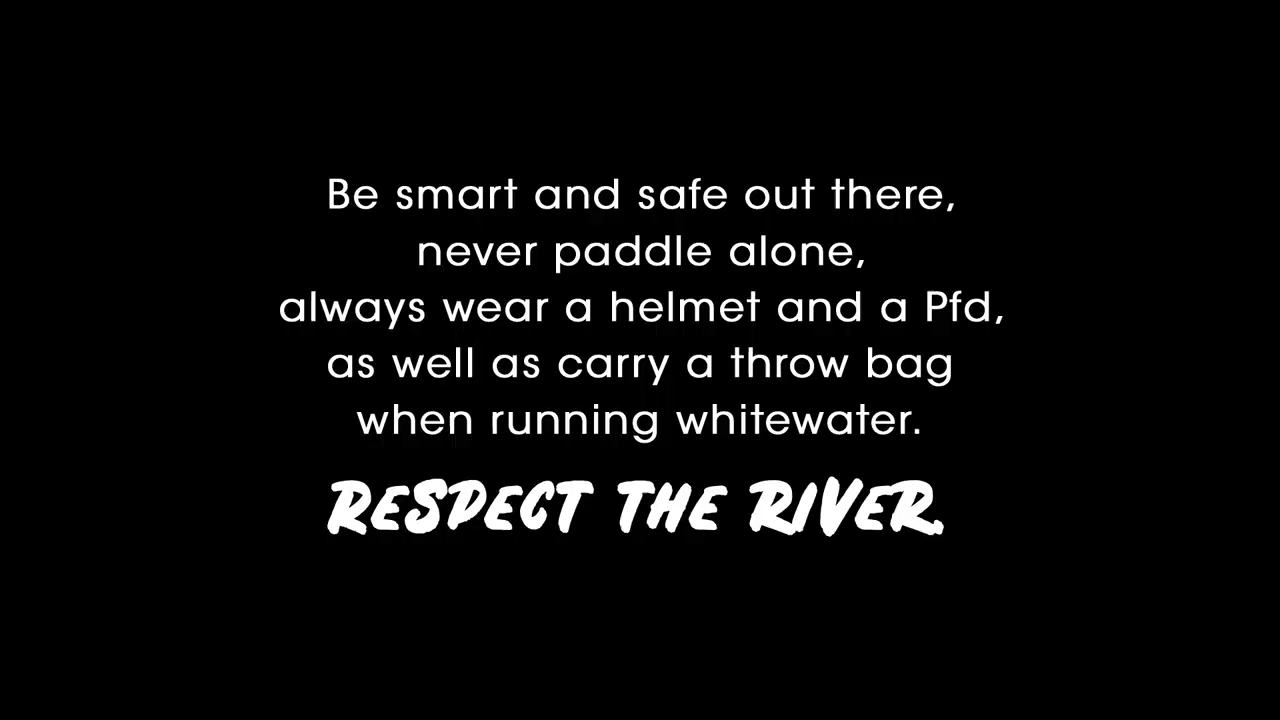 Be smart and safe out there,
never paddle alone,
always wear a helmet and a Pfd,
as well as carry a throw bag
when running whitewater.
RESPECT THE RIVER.